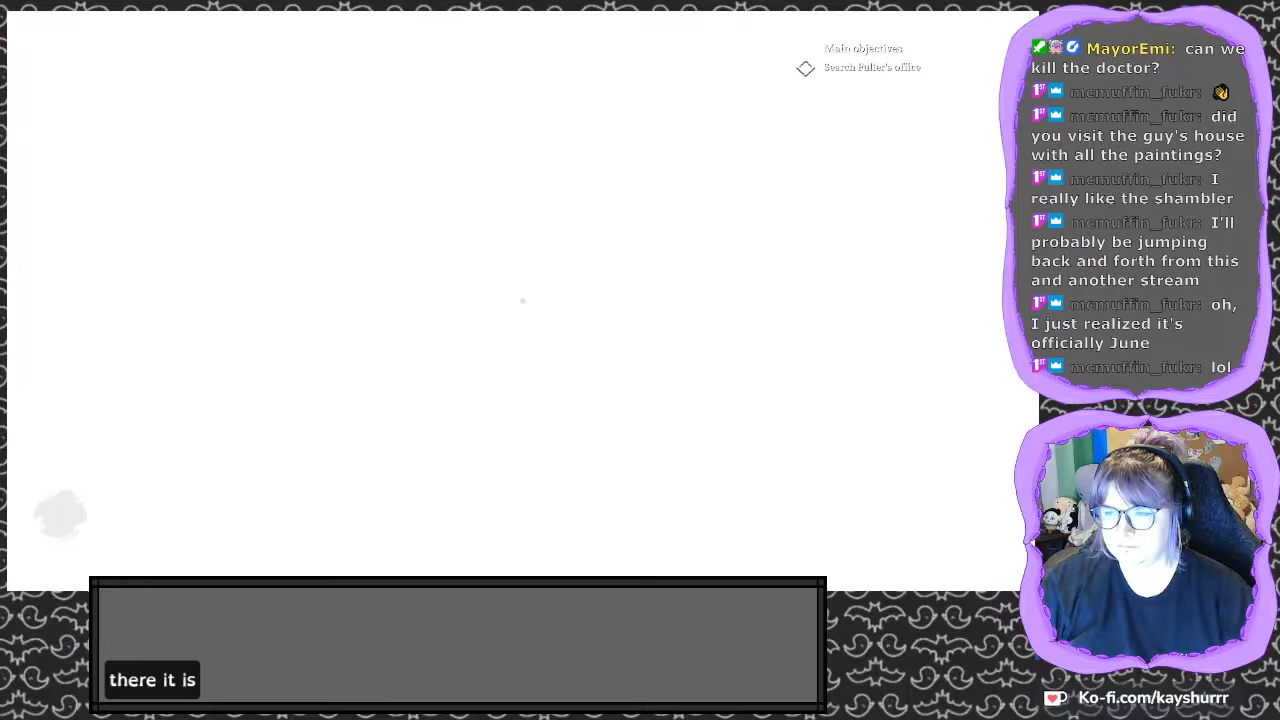 Main objectives
Search Fuller's office
MayorEmi: can we
kill the doctor?
mcmuffin_fukr:
mcmuffin_fukr: did
you visit the guy's house
with all the paintings?
mcmuffin_fukr: I
really like the shambler
mcmuffin_fukr: I'll
probably be jumping
back and forth from this
and another stream
mcmuffin_fukr: oh,
I just realized it's
officially June
mcmuffin_fukr: lol
there it is
Ko-fi.com/kayshurrr